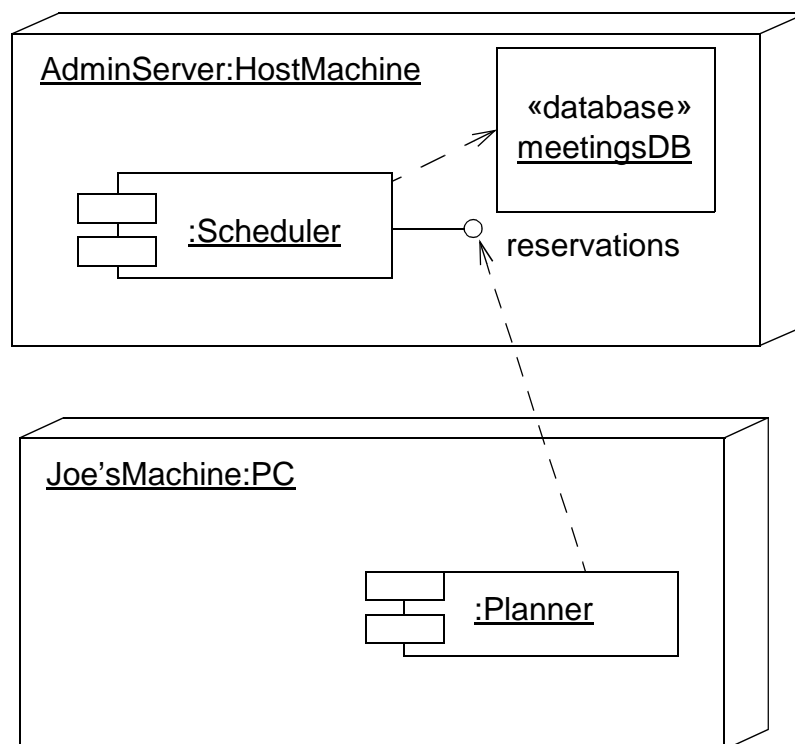 AdminServer:HostMachine
«database»
meetingsDB
:Scheduler
reservations
Joe’sMachine:PC
:Planner